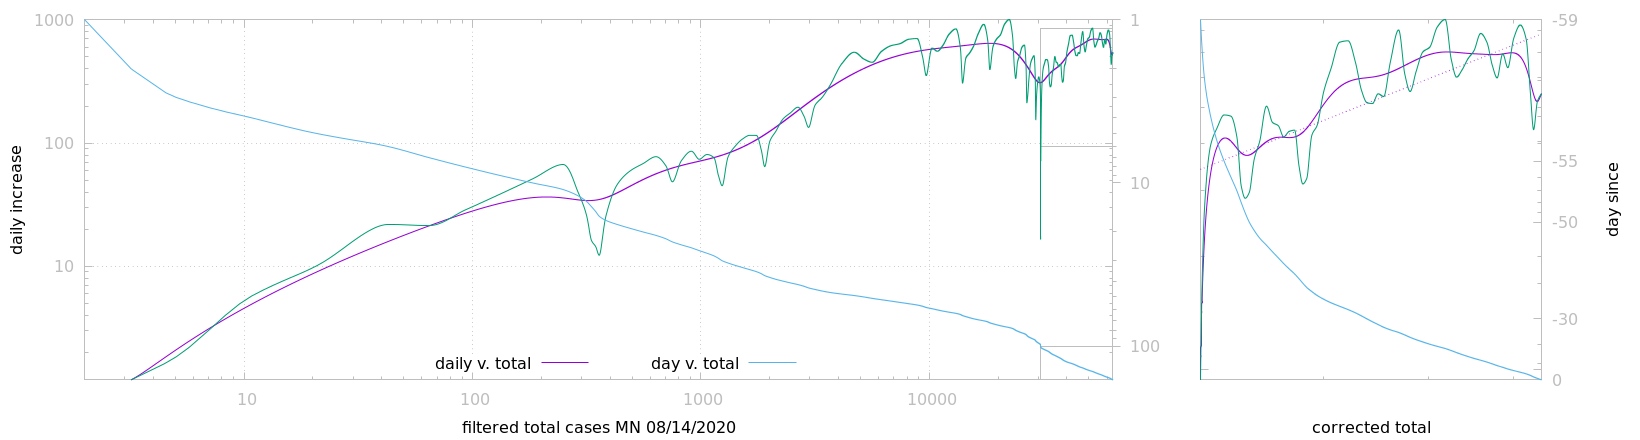 1000
100
10
daily increase
10
100
1000
10000
filtered total cases MN 08/14/2020
daily v. total
day v. total
1
10
100
-59
-55
-50
-30
0
day since
corrected total